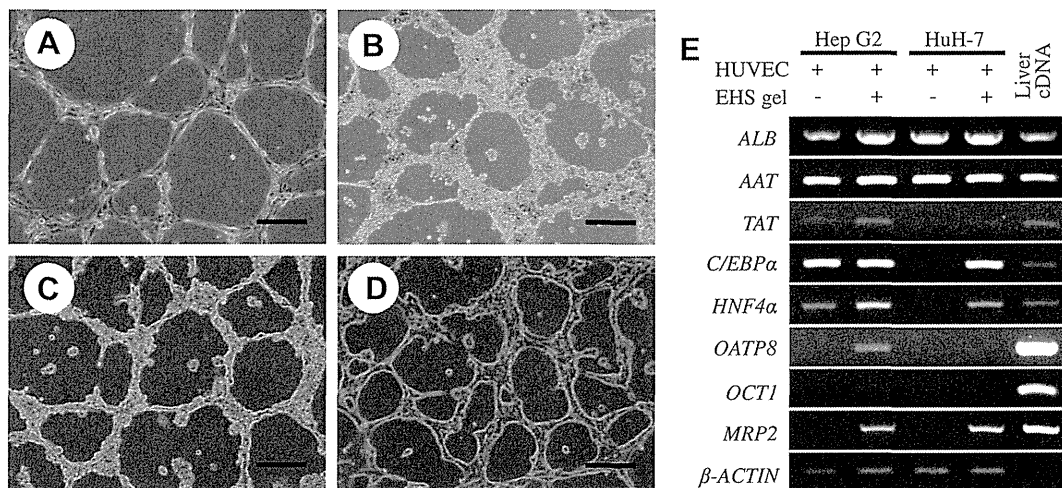 A
B
C
D
E
Hep G2 HuH-7
Liver cDNA
HUVEC + + + +
EHS gel - + - +
ALB
AAT
TAT
C/EBPα
HNF4α
OATP8
OCT1
MRP2
β-ACTIN